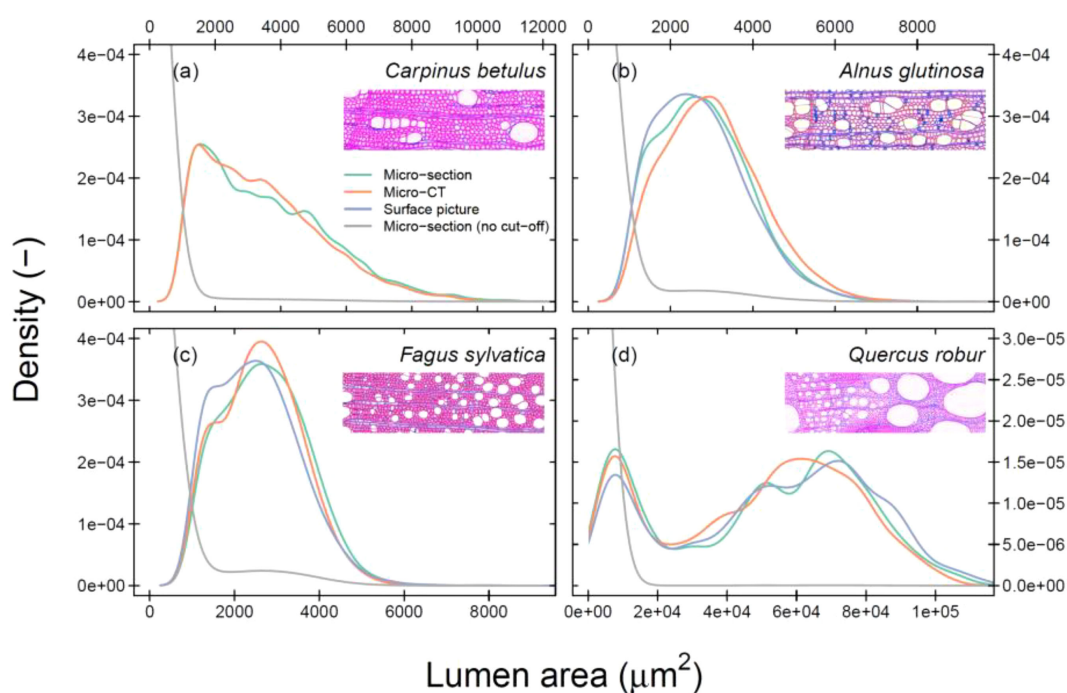 0 2000 4000 6000 8000 10000 12000
0 2000 4000 6000 8000
(a) Carpinus betulus
4e−04
3e−04
2e−04
1e−04
0e+00
Micro−section
Micro−CT
Surface picture
Micro−section (no cut−off)
(b) Alnus glutinosa
4e−04
3e−04
2e−04
1e−04
0e+00
Density (−)
(c) Fagus sylvatica
4e−04
3e−04
2e−04
1e−04
0e+00
0 2000 4000 6000 8000
(d) Quercus robur
3.0e−05
2.5e−05
2.0e−05
1.5e−05
1.0e−05
5.0e−06
0.0e+00
0e+00 2e+04 4e+04 6e+04 8e+04 1e+05
Lumen area (μm²)